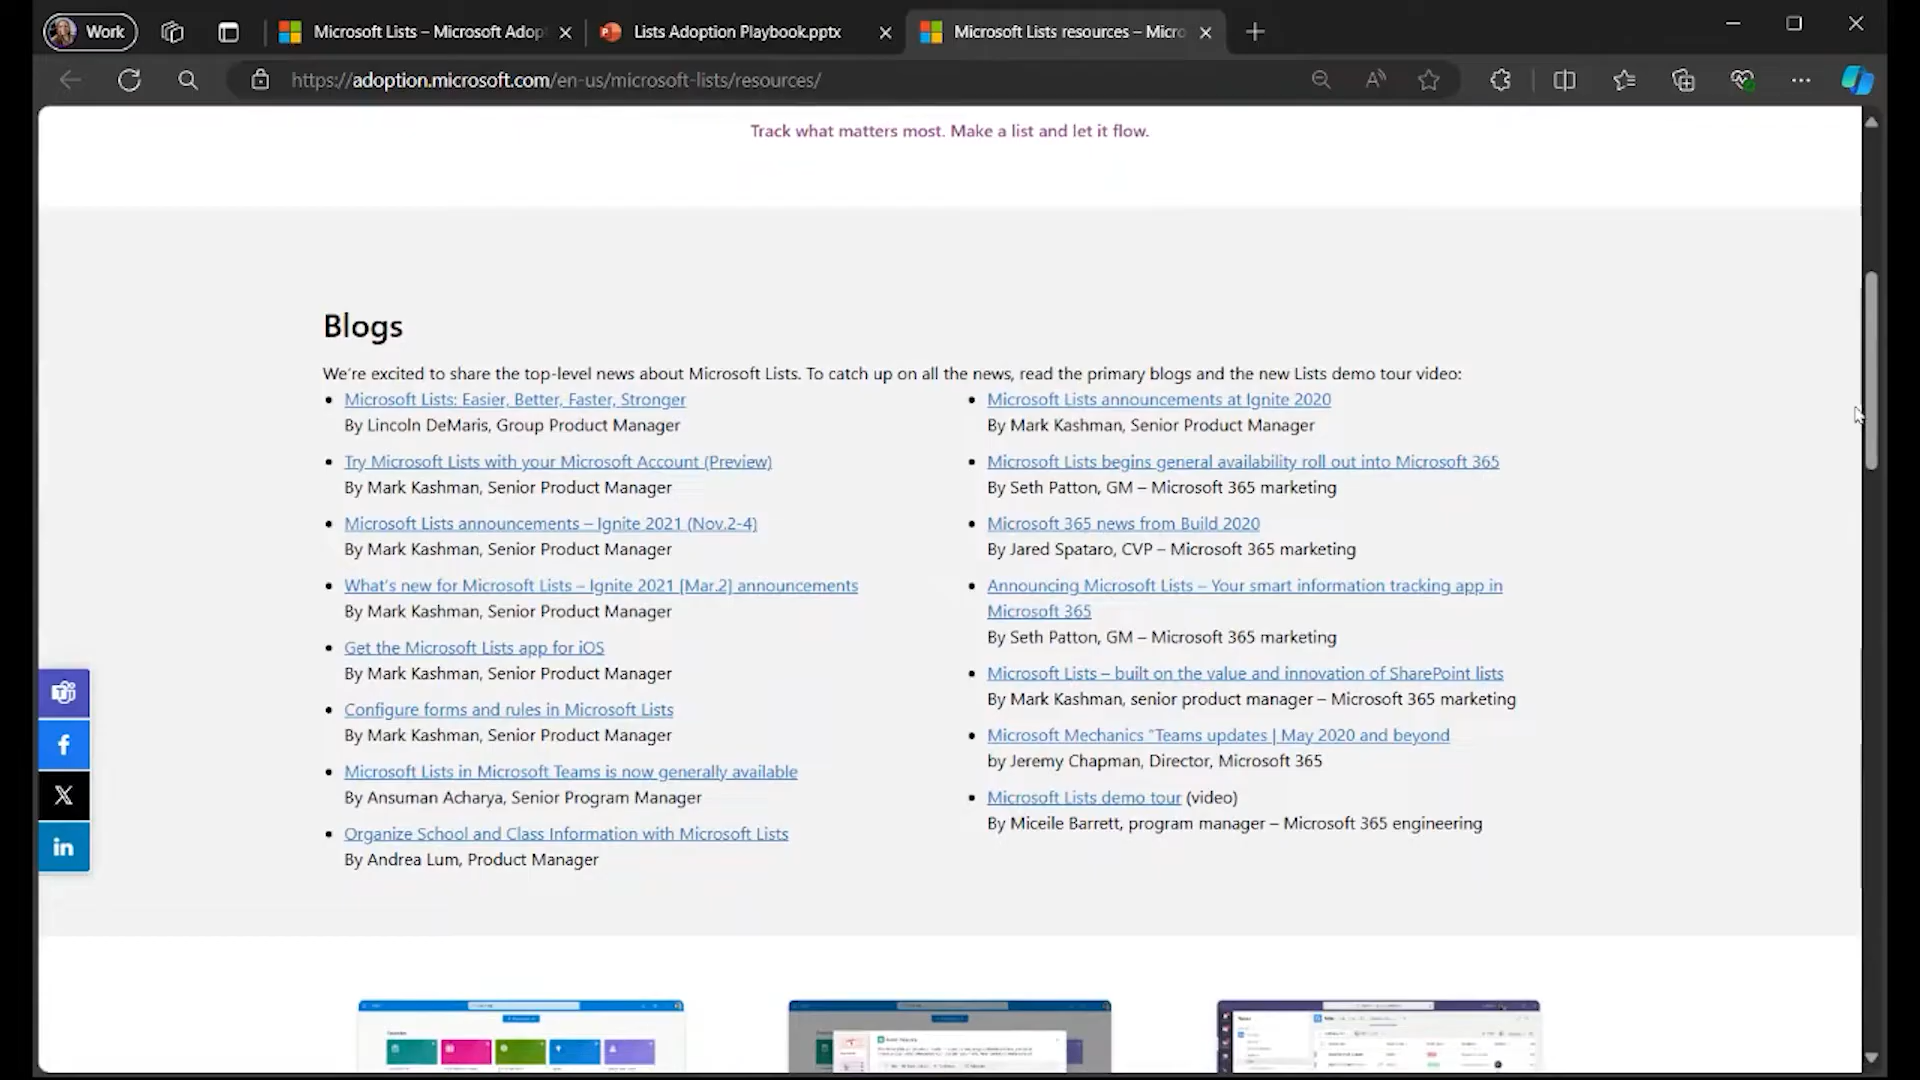 Work
Microsoft Lists – Microsoft Adop
Lists Adoption Playbook.pptx
Microsoft Lists resources – Micro
https://adoption.microsoft.com/en-us/microsoft-lists/resources/
Track what matters most. Make a list and let it flow.
Blogs
We're excited to share the top-level news about Microsoft Lists. To catch up on all the news, read the primary blogs and the new Lists demo tour video:
Microsoft Lists: Easier, Better, Faster, Stronger
By Lincoln DeMaris, Group Product Manager
Try Microsoft Lists with your Microsoft Account (Preview)
By Mark Kashman, Senior Product Manager
Microsoft Lists announcements – Ignite 2021 (Nov.2-4)
By Mark Kashman, Senior Product Manager
What's new for Microsoft Lists – Ignite 2021 [Mar.2] announcements
By Mark Kashman, Senior Product Manager
Get the Microsoft Lists app for iOS
By Mark Kashman, Senior Product Manager
Configure forms and rules in Microsoft Lists
By Mark Kashman, Senior Product Manager
Microsoft Lists in Microsoft Teams is now generally available
By Ansuman Acharya, Senior Program Manager
Organize School and Class Information with Microsoft Lists
By Andrea Lum, Product Manager
Microsoft Lists announcements at Ignite 2020
By Mark Kashman, Senior Product Manager
Microsoft Lists begins general availability roll out into Microsoft 365
By Seth Patton, GM – Microsoft 365 marketing
Microsoft 365 news from Build 2020
By Jared Spataro, CVP – Microsoft 365 marketing
Announcing Microsoft Lists – Your smart information tracking app in
Microsoft 365
By Seth Patton, GM – Microsoft 365 marketing
Microsoft Lists – built on the value and innovation of SharePoint lists
By Mark Kashman, senior product manager – Microsoft 365 marketing
Microsoft Mechanics "Teams updates | May 2020 and beyond
by Jeremy Chapman, Director, Microsoft 365
Microsoft Lists demo tour (video)
By Miceile Barrett, program manager – Microsoft 365 engineering